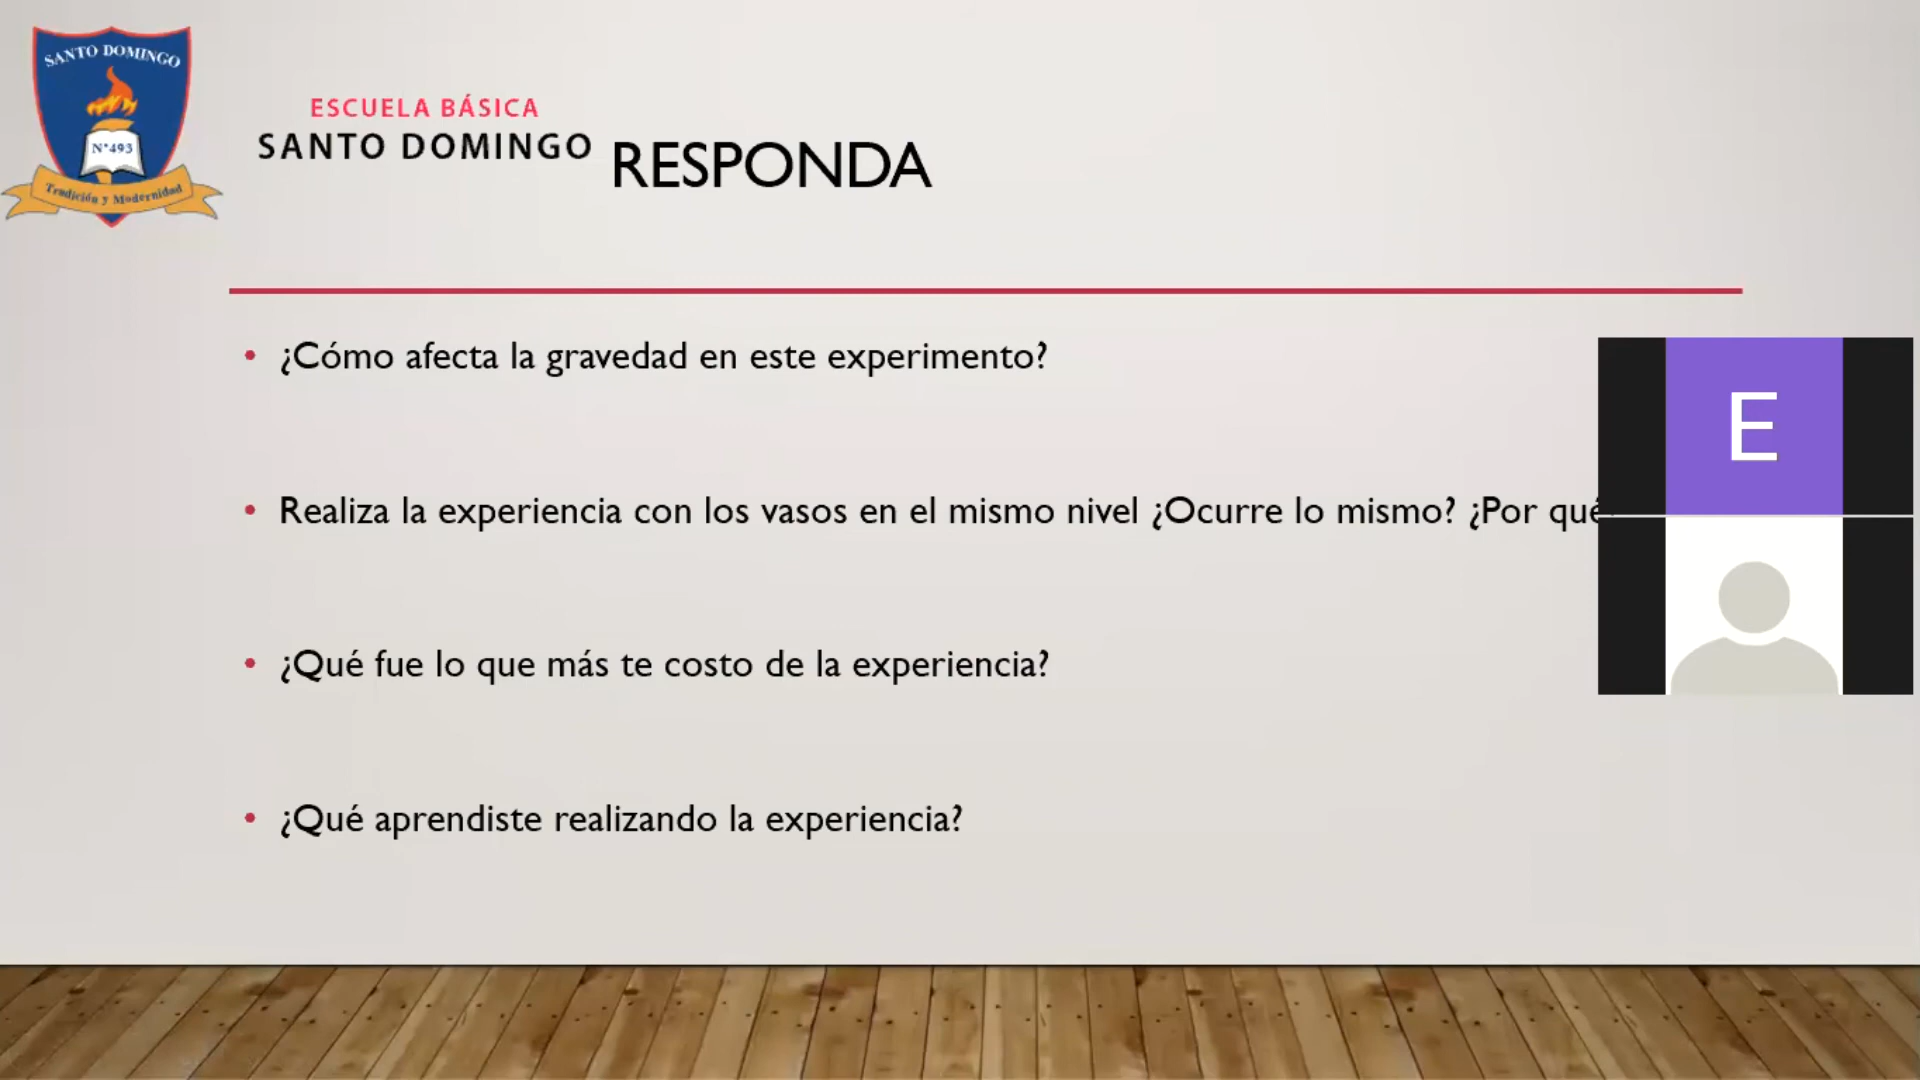 SANTO DOMINGO
N°493
Tradición y Modernidad
ESCUELA BÁSICA
SANTO DOMINGO
RESPONDA
• ¿Cómo afecta la gravedad en este experimento?
• Realiza la experiencia con los vasos en el mismo nivel ¿Ocurre lo mismo? ¿Por qué
E
• ¿Qué fue lo que más te costo de la experiencia?
• ¿Qué aprendiste realizando la experiencia?